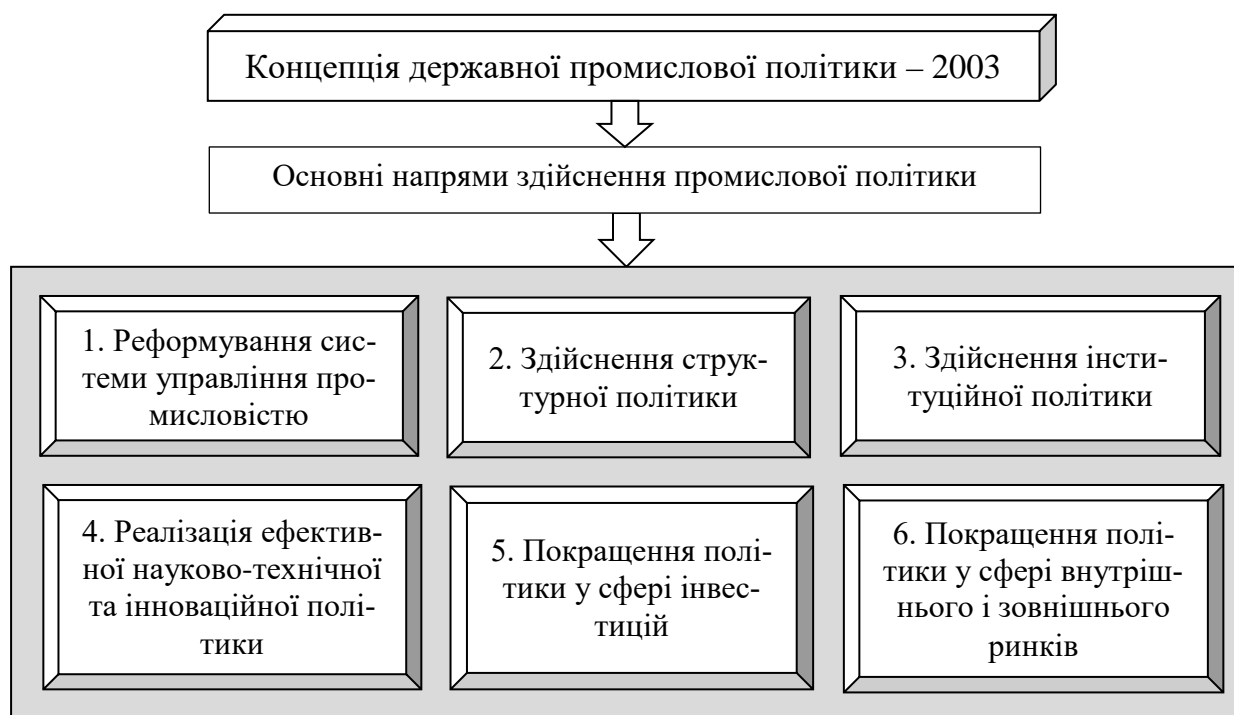 Концепція державної промислової політики – 2003
Основні напрями здійснення промислової політики
1. Реформування сис-
теми управління про-
мисловістю
2. Здійснення струк-
турної політики
3. Здійснення інсти-
туційної політики
4. Реалізація ефектив-
ної науково-технічної
та інноваційної полі-
тики
5. Покращення полі-
тики у сфері інвес-
тицій
6. Покращення полі-
тики у сфері внутріш-
нього і зовнішнього
ринків